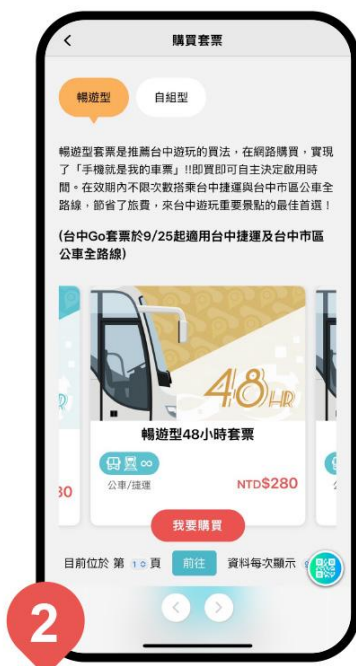 購買套票
暢遊型
自組型
暢遊型套票是推薦台中遊玩的買法，在網路購買，實現
了「手機就是我的車票」!!即買即可自主決定啟用時
間。在效期內不限次數搭乘台中捷運與台中市區公車全
路線，節省了旅費，來台中遊玩重要景點的最佳首選！
(台中Go套票於9/25起適用台中捷運及台中市區
公車全路線)
48HR
暢遊型48小時套票
公車/捷運
NTD$280
我要購買
目前位於 第 1 頁 前往 資料每次顯示
2